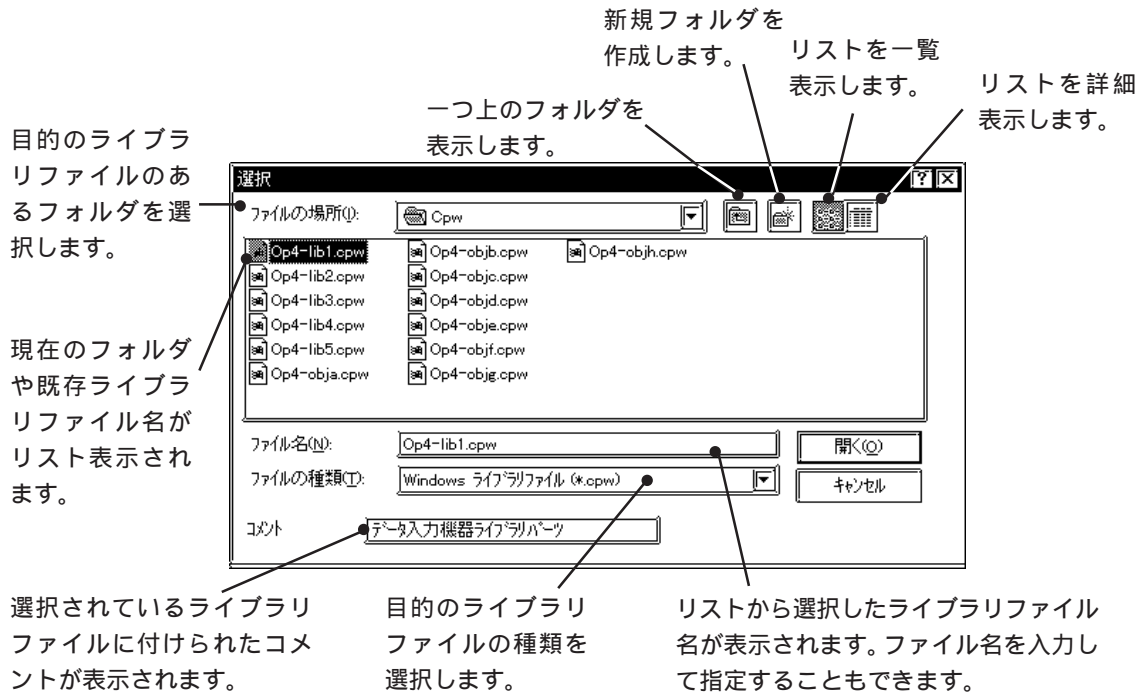 新規フォルダを
作成します。
リストを一覧
表示します。
リストを詳細
表示します。
一つ上のフォルダを
表示します。
目的のライブラ
リファイルのあ
るフォルダを選
択します。
選択
ファイルの場所(I):
Cpw
Op4-lib1.cpw
Op4-lib2.cpw
Op4-lib3.cpw
Op4-lib4.cpw
Op4-lib5.cpw
Op4-obja.cpw
Op4-objb.cpw
Op4-objc.cpw
Op4-objd.cpw
Op4-obje.cpw
Op4-objf.cpw
Op4-objg.cpw
Op4-objh.cpw
現在のフォルダ
や既存ライブラ
リファイル名が
リスト表示され
ます。
ファイル名(N):
Op4-lib1.cpw
開く(O)
ファイルの種類(T):
Windows ライブラリファイル (*.cpw)
キャンセル
コメント
データ入力機器ライブラリパーツ
選択されているライブラリ
ファイルに付けられたコメ
ントが表示されます。
目的のライブラリ
ファイルの種類を
選択します。
リストから選択したライブラリファイル
名が表示されます。ファイル名を入力し
て指定することもできます。